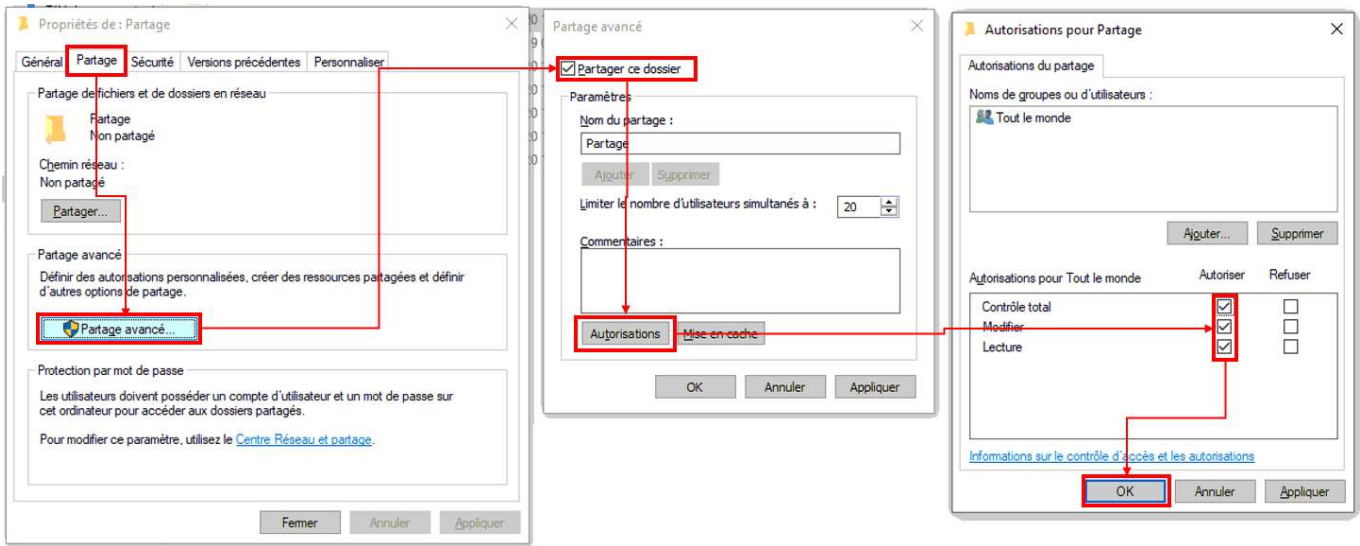 Propriétés de : Partage
Général Partage Sécurité Versions précédentes Personnaliser
Partage de fichiers et de dossiers en réseau
Partage
Non partagé
Chemin réseau :
Non partagé
Partager...
Partage avancé
Définir des autorisations personnalisées, créer des ressources partagées et définir
d'autres options de partage.
Partage avancé...
Protection par mot de passe
Les utilisateurs doivent posséder un compte d'utilisateur et un mot de passe sur
cet ordinateur pour accéder aux dossiers partagés.
Pour modifier ce paramètre, utilisez le Centre Réseau et partage.
Fermer Annuler Appliquer
Partage avancé
Partager ce dossier
Paramètres
Nom du partage :
Partage
Ajouter Supprimer
Limiter le nombre d'utilisateurs simultanés à : 20
Commentaires :
Autorisations Mise en cache
OK Annuler Appliquer
Autorisations pour Partage
Autorisations du partage
Noms de groupes ou d'utilisateurs :
Tout le monde
Ajouter... Supprimer
Autorisations pour Tout le monde Autoriser Refuser
Contrôle total
Modifier
Lecture
Informations sur le contrôle d'accès et les autorisations
OK Annuler Appliquer